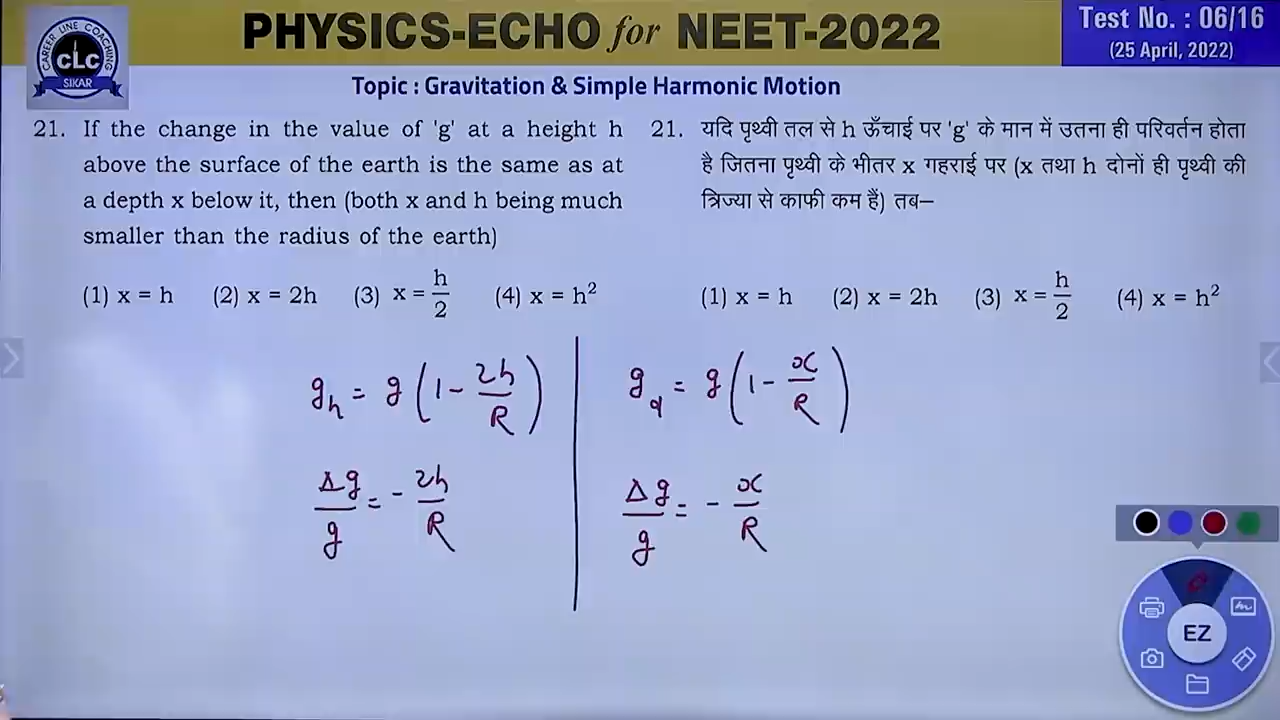 PHYSICS-ECHO for NEET-2022
Test No. : 06/16
(25 April, 2022)
CAREER LINE COACHING
CLC
SIKAR
Topic : Gravitation & Simple Harmonic Motion
21. If the change in the value of 'g' at a height h
above the surface of the earth is the same as at
a depth x below it, then (both x and h being much
smaller than the radius of the earth)
(1) x = h (2) x = 2h (3) x = h/2 (4) x = h²
21. यदि पृथ्वी तल से h ऊँचाई पर 'g' के मान में उतना ही परिवर्तन होता
है जितना पृथ्वी के भीतर x गहराई पर (x तथा h दोनों ही पृथ्वी की
त्रिज्या से काफी कम हैं) तब–
(1) x = h (2) x = 2h (3) x = h/2 (4) x = h²
g_h = g(1 - 2h/R)
Δg/g = - 2h/R
g_d = g(1 - x/R)
Δg/g = - x/R
EZ